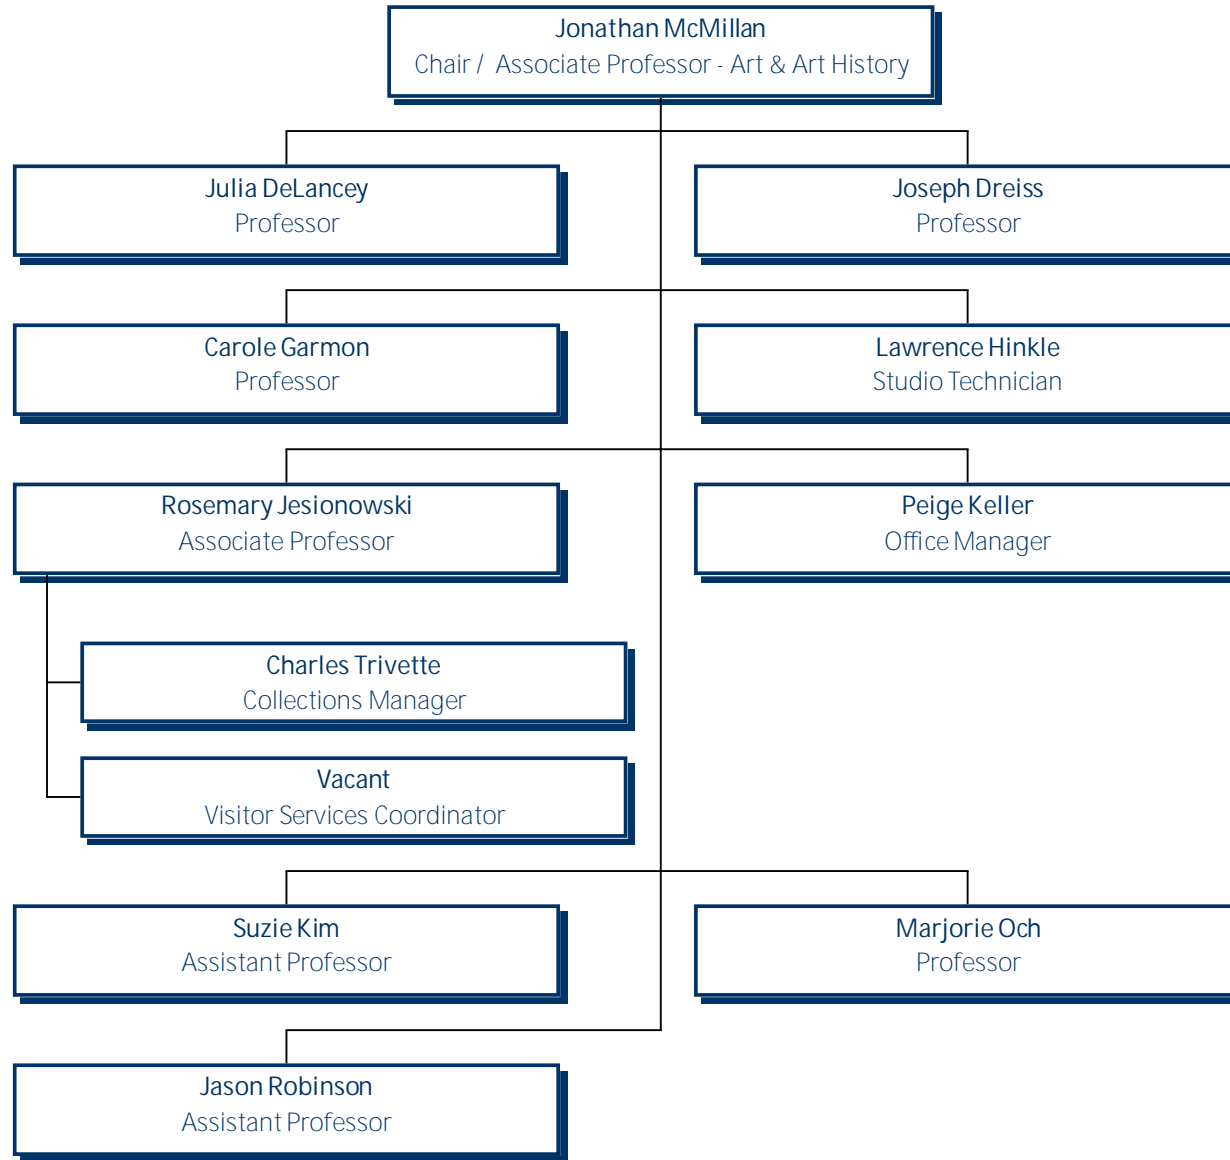 Jonathan McMillan
Chair / Associate Professor - Art & Art History
Julia DeLancey
Professor
Joseph Dreiss
Professor
Carole Garmon
Professor
Lawrence Hinkle
Studio Technician
Rosemary Jesionowski
Associate Professor
Peige Keller
Office Manager
Charles Trivette
Collections Manager
Vacant
Visitor Services Coordinator
Suzie Kim
Assistant Professor
Marjorie Och
Professor
Jason Robinson
Assistant Professor